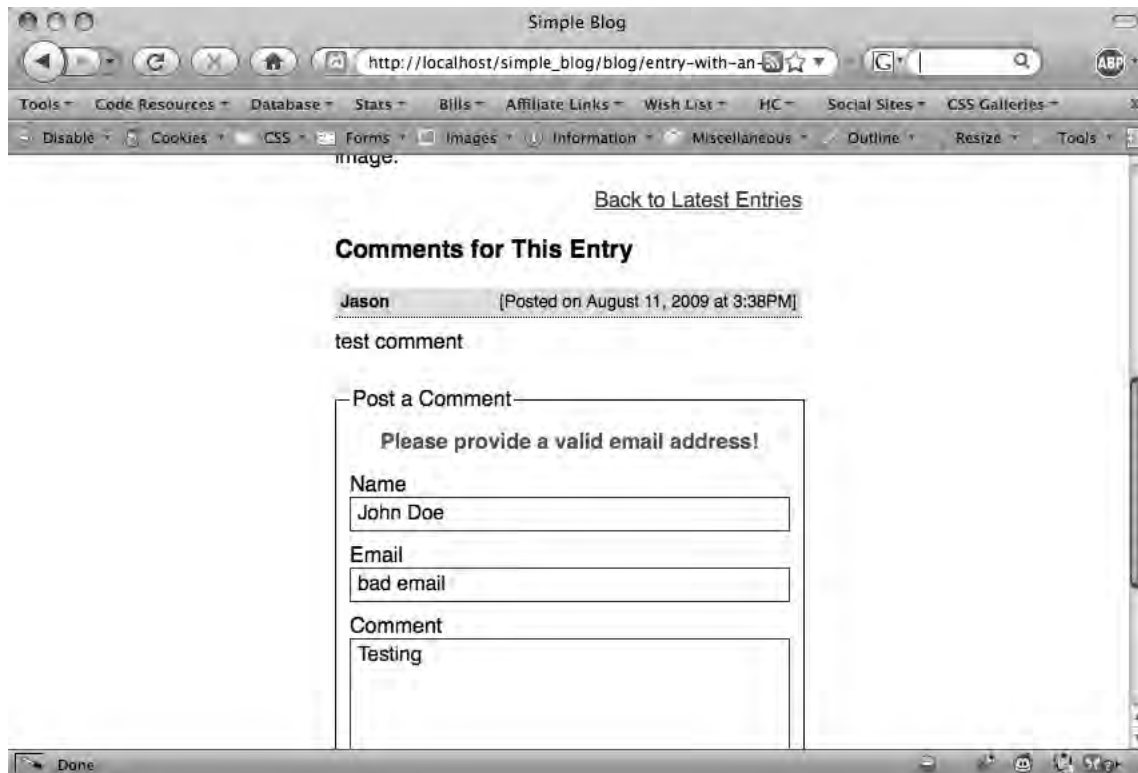 Simple Blog
http://localhost/simple_blog/blog/entry-with-an- G ABP
Tools Code Resources Database Stars Bills Affiliate Links Wish List HC Social Sites CSS Galleries
Disable Cookies CSS Forms Images Information Miscellaneous Outline Resize Tools
image.
Back to Latest Entries
Comments for This Entry
Jason [Posted on August 11, 2009 at 3:38PM]
test comment
Post a Comment
Please provide a valid email address!
Name
John Doe
Email
bad email
Comment
Testing
Done